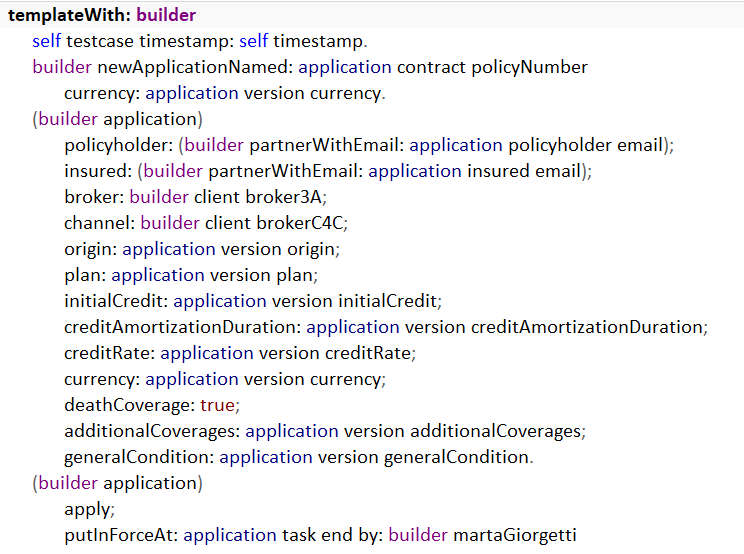 templateWith: builder
self testcase timestamp: self timestamp.
builder newApplicationNamed: application contract policyNumber
currency: application version currency.
(builder application)
policyholder: (builder partnerWithEmail: application policyholder email);
insured: (builder partnerWithEmail: application insured email);
broker: builder client broker3A;
channel: builder client brokerC4C;
origin: application version origin;
plan: application version plan;
initialCredit: application version initialCredit;
creditAmortizationDuration: application version creditAmortizationDuration;
creditRate: application version creditRate;
currency: application version currency;
deathCoverage: true;
additionalCoverages: application version additionalCoverages;
generalCondition: application version generalCondition.
(builder application)
apply;
putInForceAt: application task end by: builder martaGiorgetti